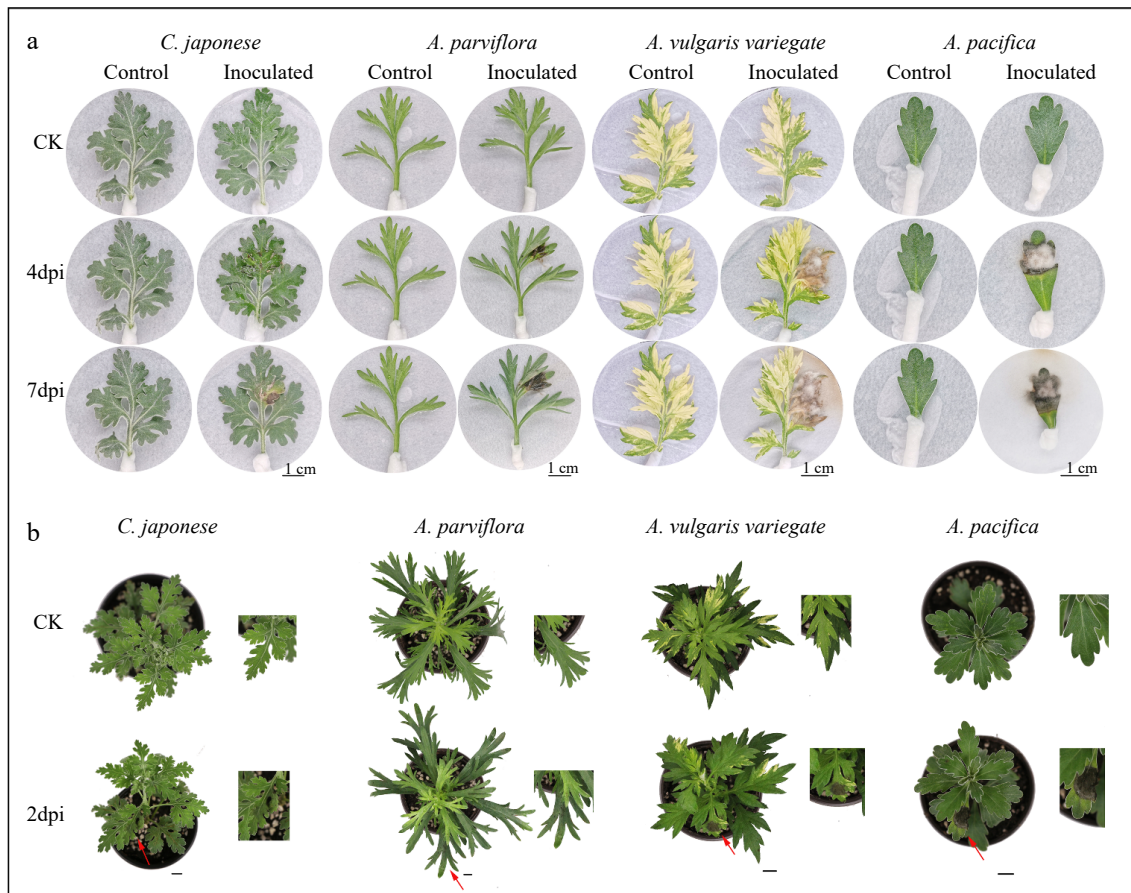 a
C. japonese A. parviflora A. vulgaris variegate A. pacifica
Control Inoculated Control Inoculated Control Inoculated Control Inoculated
CK
4dpi
7dpi
1 cm 1 cm 1 cm 1 cm
b
C. japonese A. parviflora A. vulgaris variegate A. pacifica
CK
2dpi